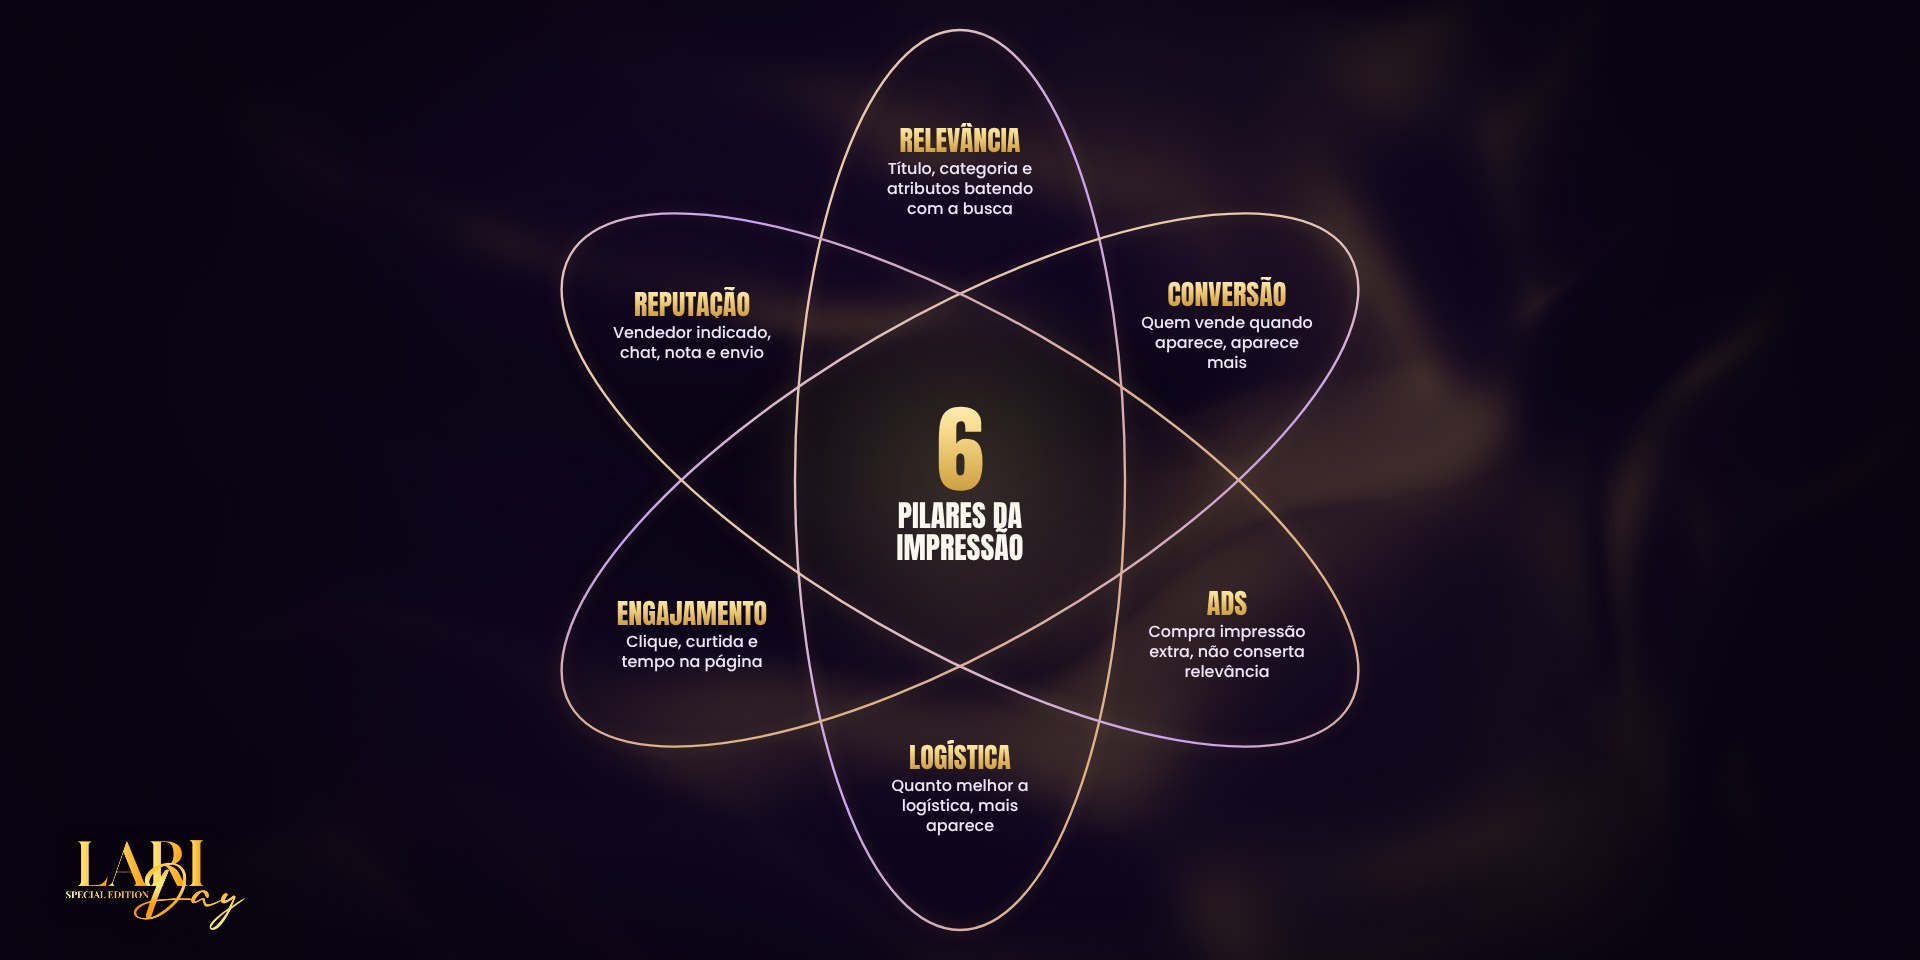 RELEVÂNCIA
Título, categoria e
atributos batendo
com a busca
REPUTAÇÃO
Vendedor indicado,
chat, nota e envio
CONVERSÃO
Quem vende quando
aparece, aparece
mais
6
PILARES DA
IMPRESSÃO
ENGAJAMENTO
Clique, curtida e
tempo na página
ADS
Compra impressão
extra, não conserta
relevância
LOGÍSTICA
Quanto melhor a
logística, mais
aparece
LABI
SPECIAL EDITION Day